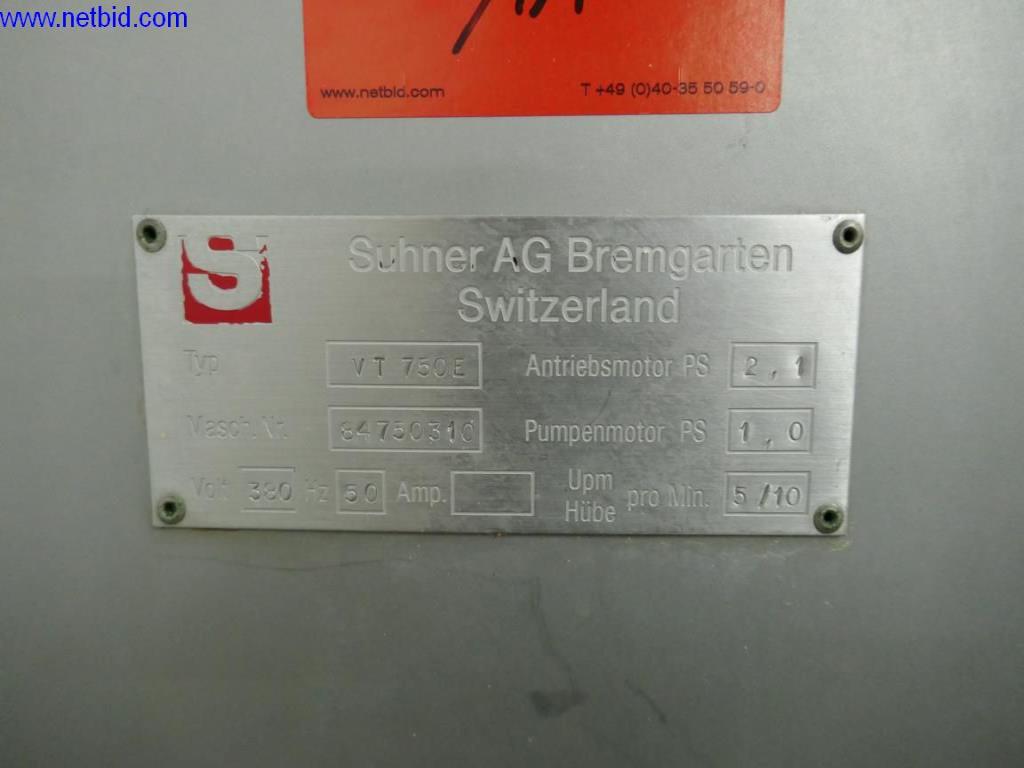 www.netbid.com
www.netbid.com T +49 (0)40-35 50 59-0
S Suhner AG Bremgarten
Switzerland
Typ VT 750E Antriebsmotor PS 2,1
Masch.Nr. 84750310 Pumpenmotor PS 1,0
Volt 380 Hz 50 Amp. Upm Hübe pro Min. 5/10